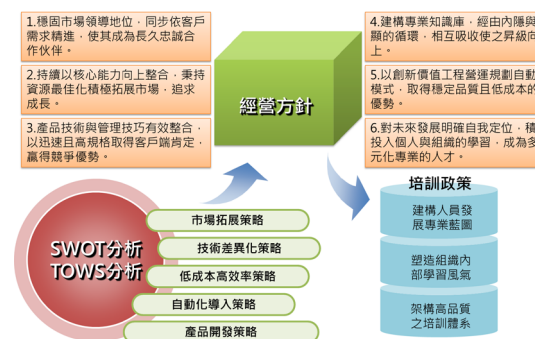 1.穩固市場領導地位，同步依客戶
需求精進，使其成為長久忠誠合
作伙伴。
2.持續以核心能力向上整合，秉持
資源最佳化積極拓展市場，追求
成長。
3.產品技術與管理技巧有效整合，
以迅速且高規格取得客戶端肯定，
贏得競爭優勢。
經營方針
4.建構專業知識庫，經由內隱與
顯的循環，相互吸收使之昇級向
上。
5.以創新價值工程營運規劃自動
模式，取得穩定品質且低成本的
優勢。
6.對未來發展明確自我定位，積
投入個人與組織的學習，成為多
元化專業的人才。
SWOT分析
TOWS分析
市場拓展策略
技術差異化策略
低成本高效率策略
自動化導入策略
產品開發策略
培訓政策
建構人員發
展專業藍圖
塑造組織內
部學習風氣
架構高品質
之培訓體系